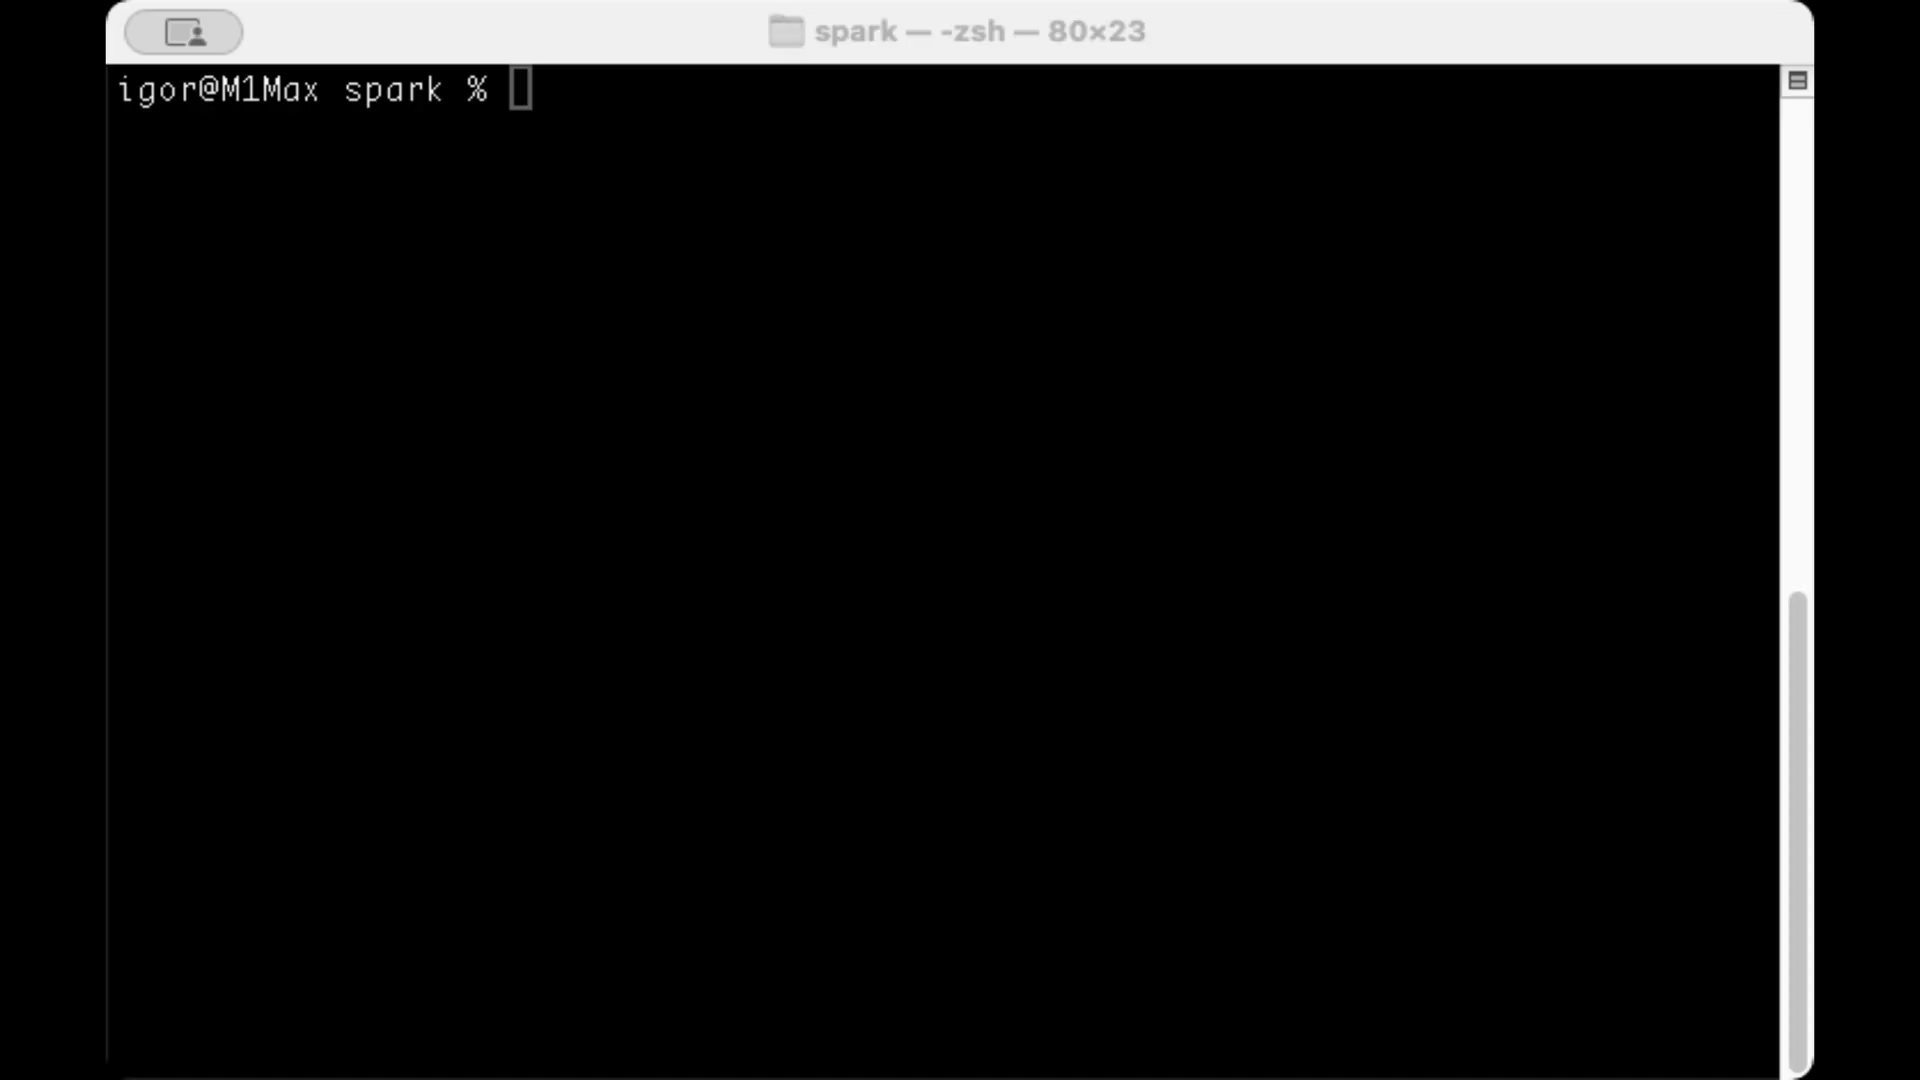 spark — -zsh — 80×23
igor@M1Max spark %